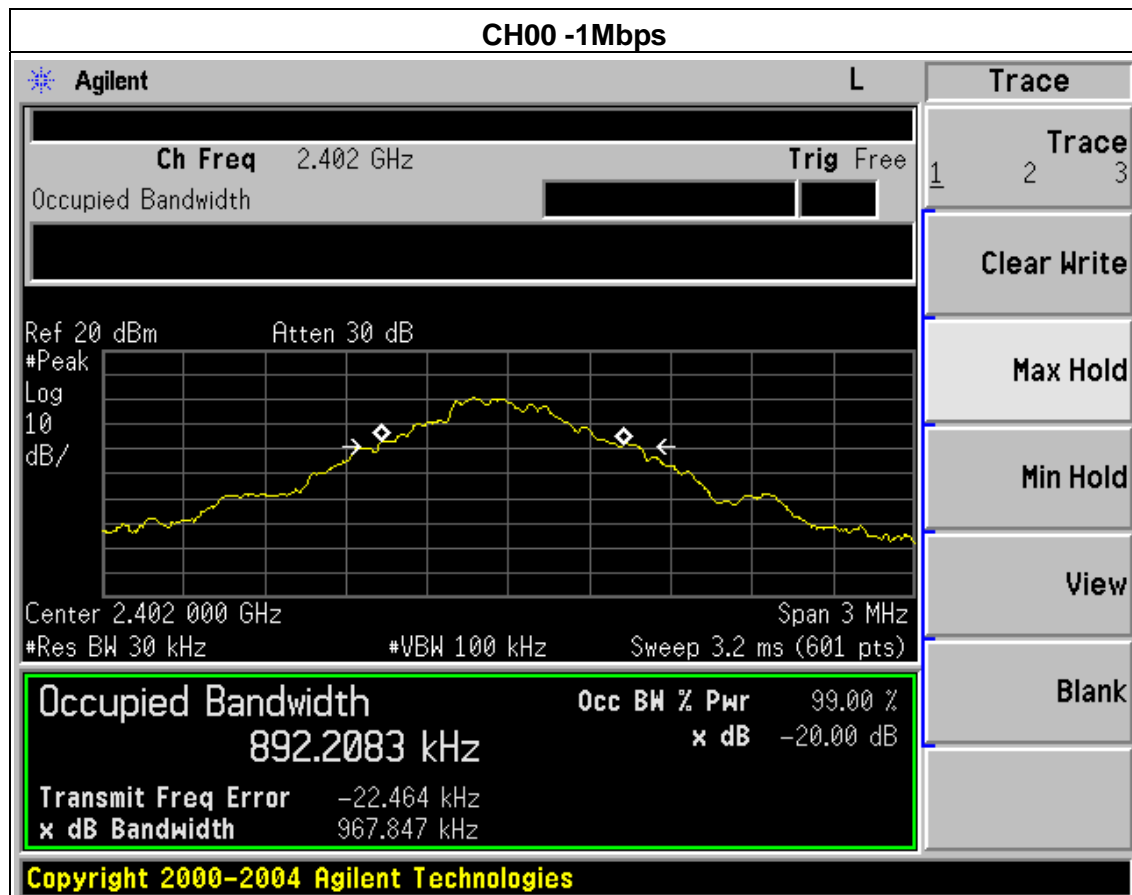 CH00 -1Mbps
Agilent L Trace
Ch Freq 2.402 GHz Trig Free
Occupied Bandwidth
Trace
1 2 3
Clear Write
Max Hold
Min Hold
View
Blank
Ref 20 dBm Atten 30 dB
#Peak
Log
10
dB/
Center 2.402 000 GHz Span 3 MHz
#Res BW 30 kHz #VBW 100 kHz Sweep 3.2 ms (601 pts)
Occupied Bandwidth Occ BW % Pwr 99.00 %
892.2083 kHz x dB -20.00 dB
Transmit Freq Error -22.464 kHz
x dB Bandwidth 967.847 kHz
Copyright 2000-2004 Agilent Technologies